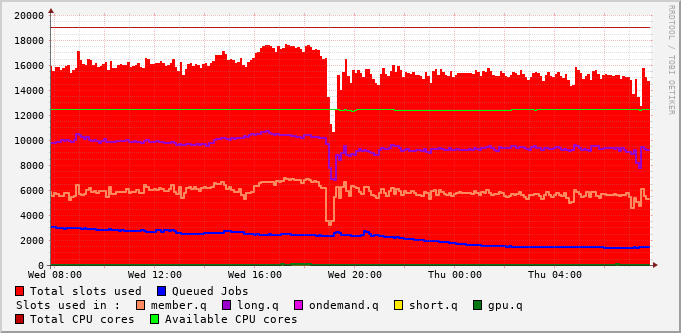 20000
18000
16000
14000
12000
10000
8000
6000
4000
2000
0
Wed 08:00 Wed 12:00 Wed 16:00 Wed 20:00 Thu 00:00 Thu 04:00
Total slots used Queued Jobs
Slots used in : member.q long.q ondemand.q short.q gpu.q
Total CPU cores Available CPU cores
RRDTOOL / TOBI OETIKER